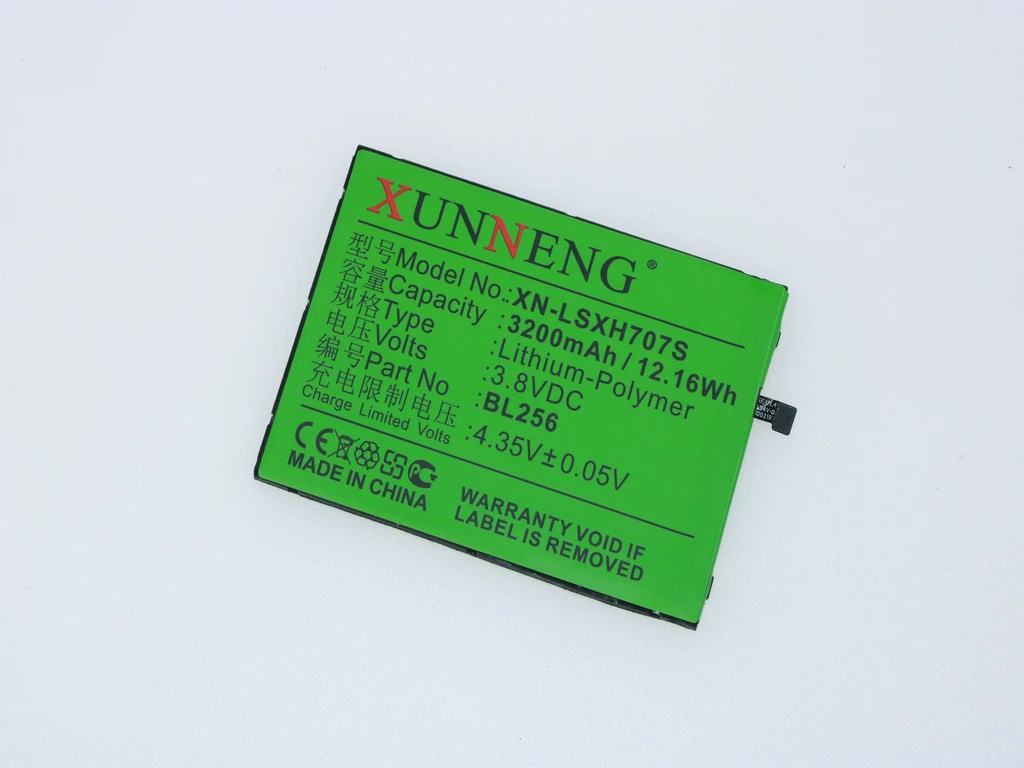 XUNNENG®
型号Model No.:XN-LSXH707S
容量Capacity :3200mAh/12.16Wh
规格Type :Lithium-Polymer
电压Volts :3.8VDC
编号Part No :BL256
充电限制电压 :4.35V±0.05V
Charge Limited Volts
CE
MADE IN CHINA
WARRANTY VOID IF
LABEL IS REMOVED